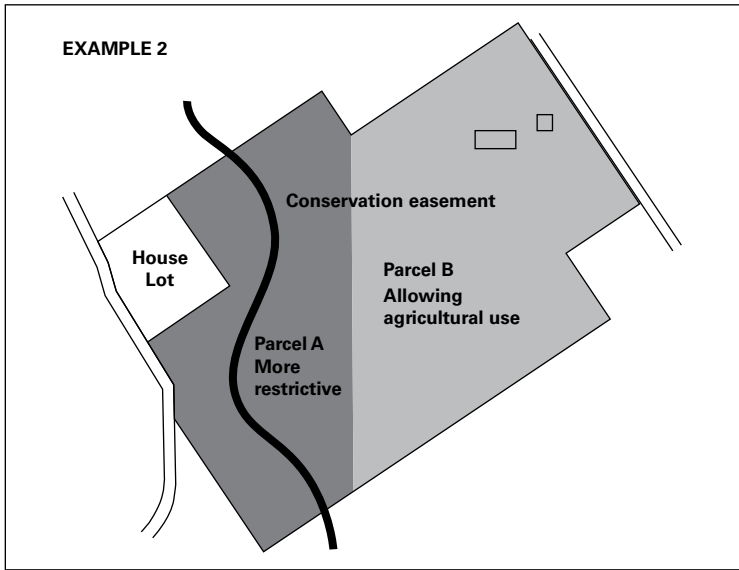 EXAMPLE 2
Conservation easement
House
Lot
Parcel B
Allowing
agricultural use
Parcel A
More
restrictive